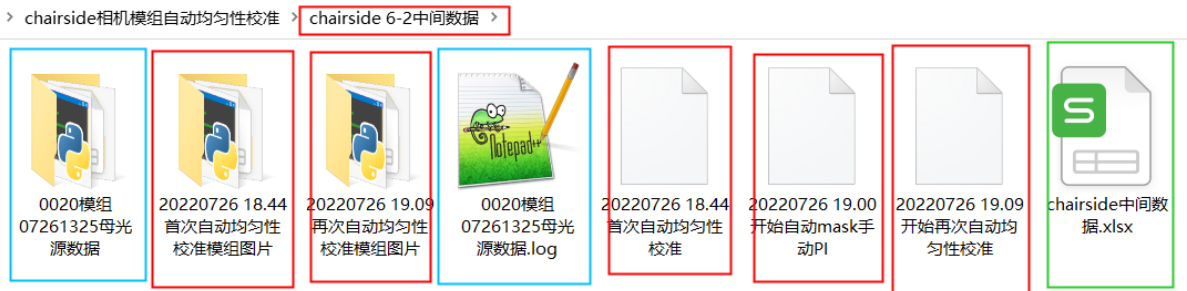 chairside相机模组自动均匀性校准 chairside 6-2中间数据
0020模组
07261325母光
源数据
20220726 18.44
首次自动均匀性
校准模组图片
20220726 19.09
再次自动均匀性
校准模组图片
Notepad++
0020模组
07261325母光
源数据.log
20220726 18.44
首次自动均匀性
校准
20220726 19.00
开始自动mask手
动PI
20220726 19.09
开始再次自动均
匀性校准
S
chairside中间数
据.xlsx